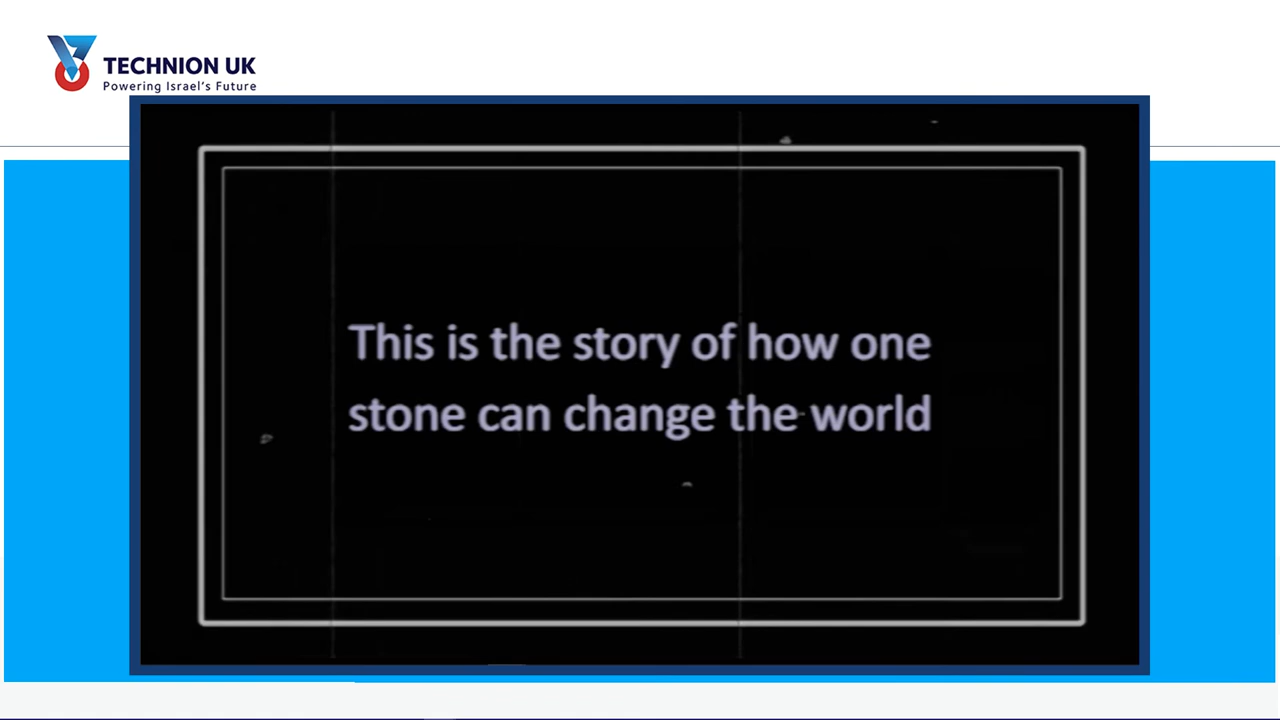 TECHNION UK
Powering Israel's Future
This is the story of how one
stone can change the world